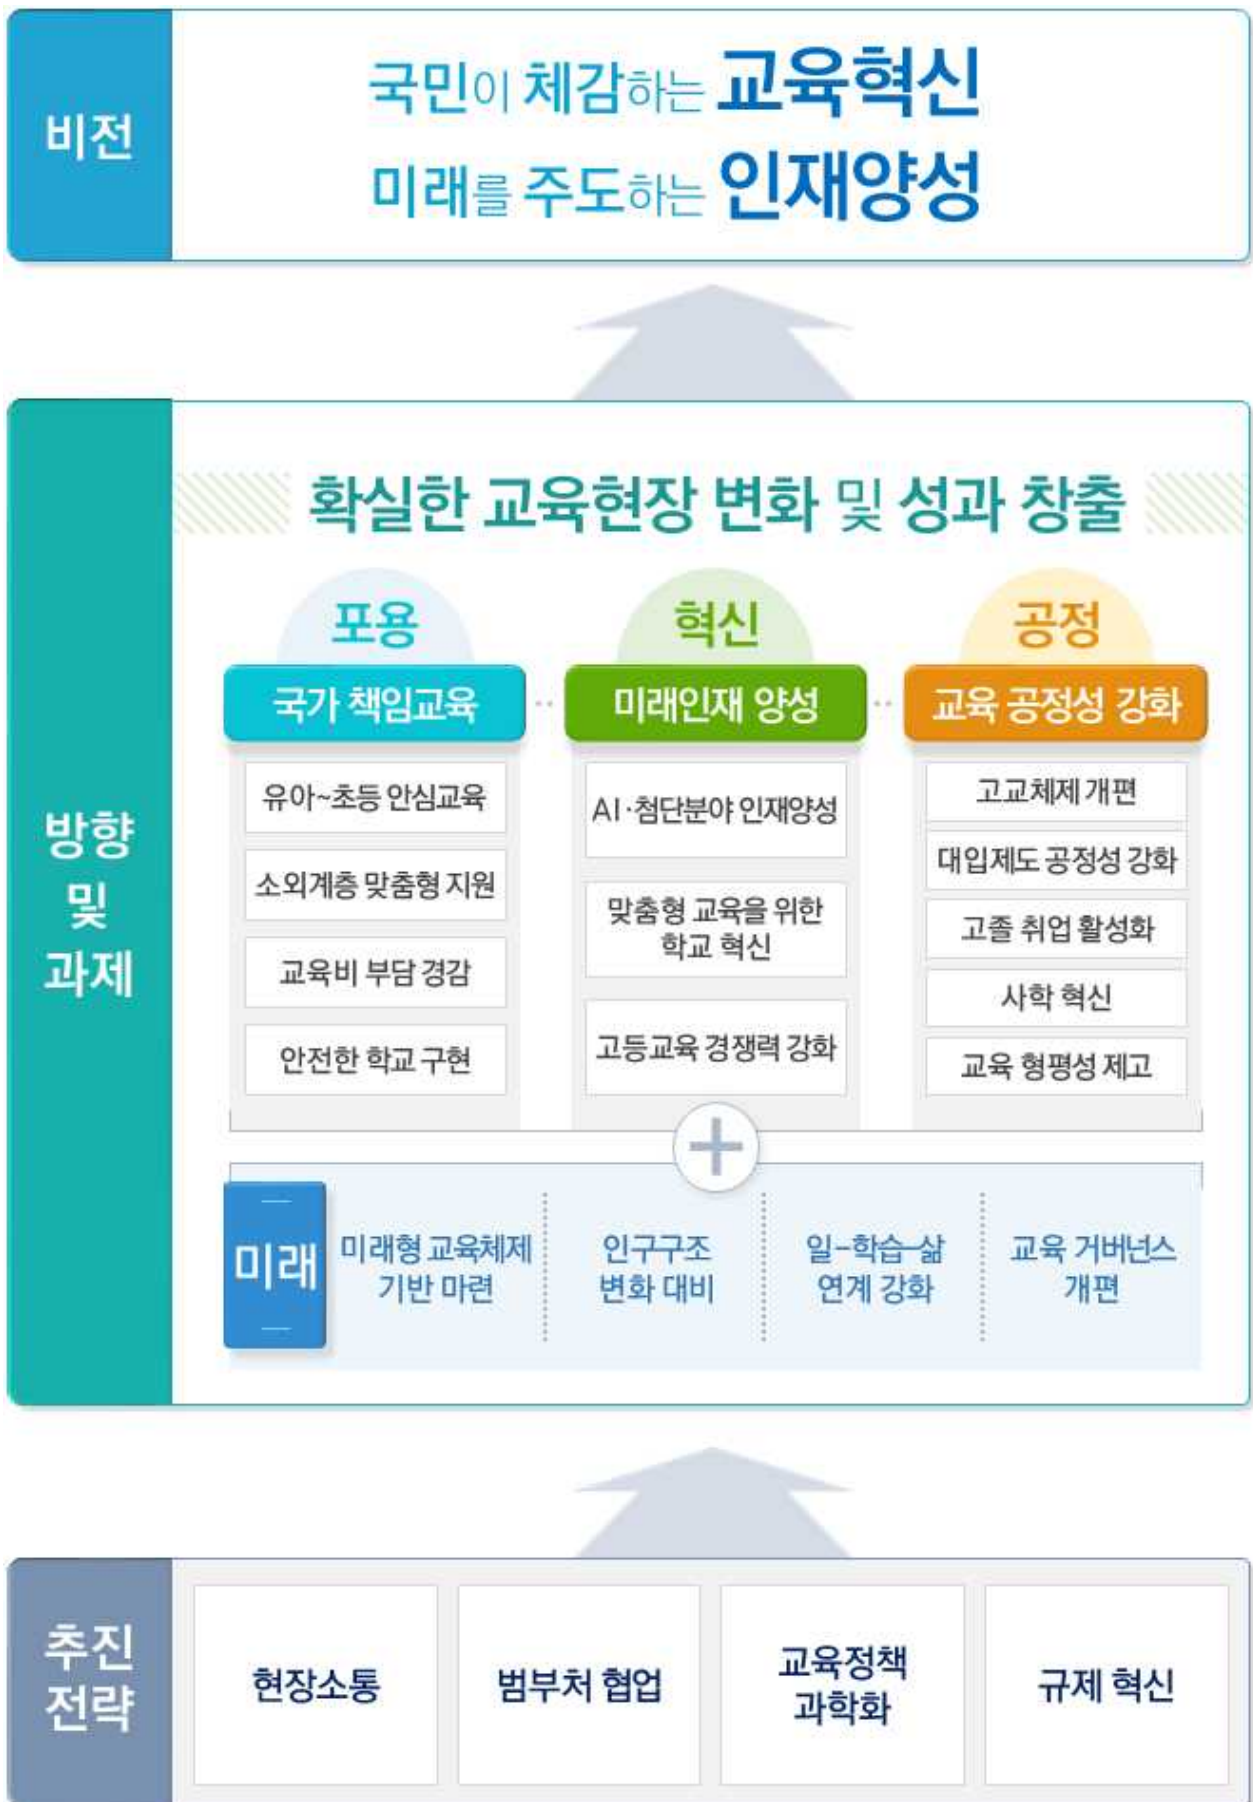 비전
국민이 체감하는 교육혁신
미래를 주도하는 인재양성
방향
및
과제
확실한 교육현장 변화 및 성과 창출
포용
국가 책임교육
유아~초등 안심교육
소외계층 맞춤형 지원
교육비 부담 경감
안전한 학교 구현
혁신
미래인재 양성
AI·첨단분야 인재양성
맞춤형 교육을 위한
학교 혁신
고등교육 경쟁력 강화
공정
교육 공정성 강화
고교체제 개편
대입제도 공정성 강화
고졸 취업 활성화
사학 혁신
교육 형평성 제고
+
미래
미래형 교육체제
기반 마련
인구구조
변화 대비
일-학습-삶
연계 강화
교육 거버넌스
개편
추진
전략
현장소통
범부처 협업
교육정책
과학화
규제 혁신